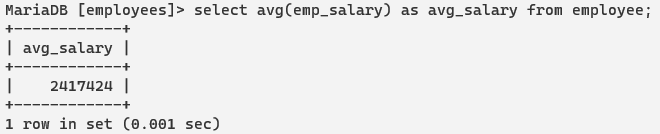 MariaDB [employees]> select avg(emp_salary) as avg_salary from employee;
+------------+
| avg_salary |
+------------+
|    2417424 |
+------------+
1 row in set (0.001 sec)